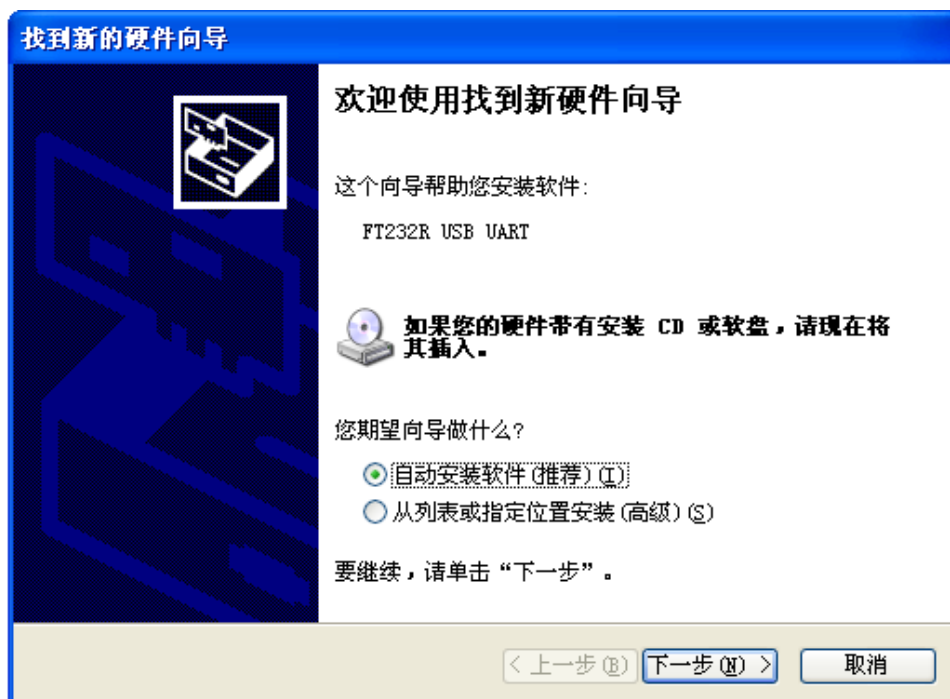 找到新的硬件向导
欢迎使用找到新硬件向导
这个向导帮助您安装软件:
FT232R USB UART
如果您的硬件带有安装 CD 或软盘，请现在将
其插入。
您期望向导做什么?
自动安装软件(推荐)(I)
从列表或指定位置安装(高级)(S)
要继续，请单击“下一步”。
< 上一步(B) 下一步(N) > 取消